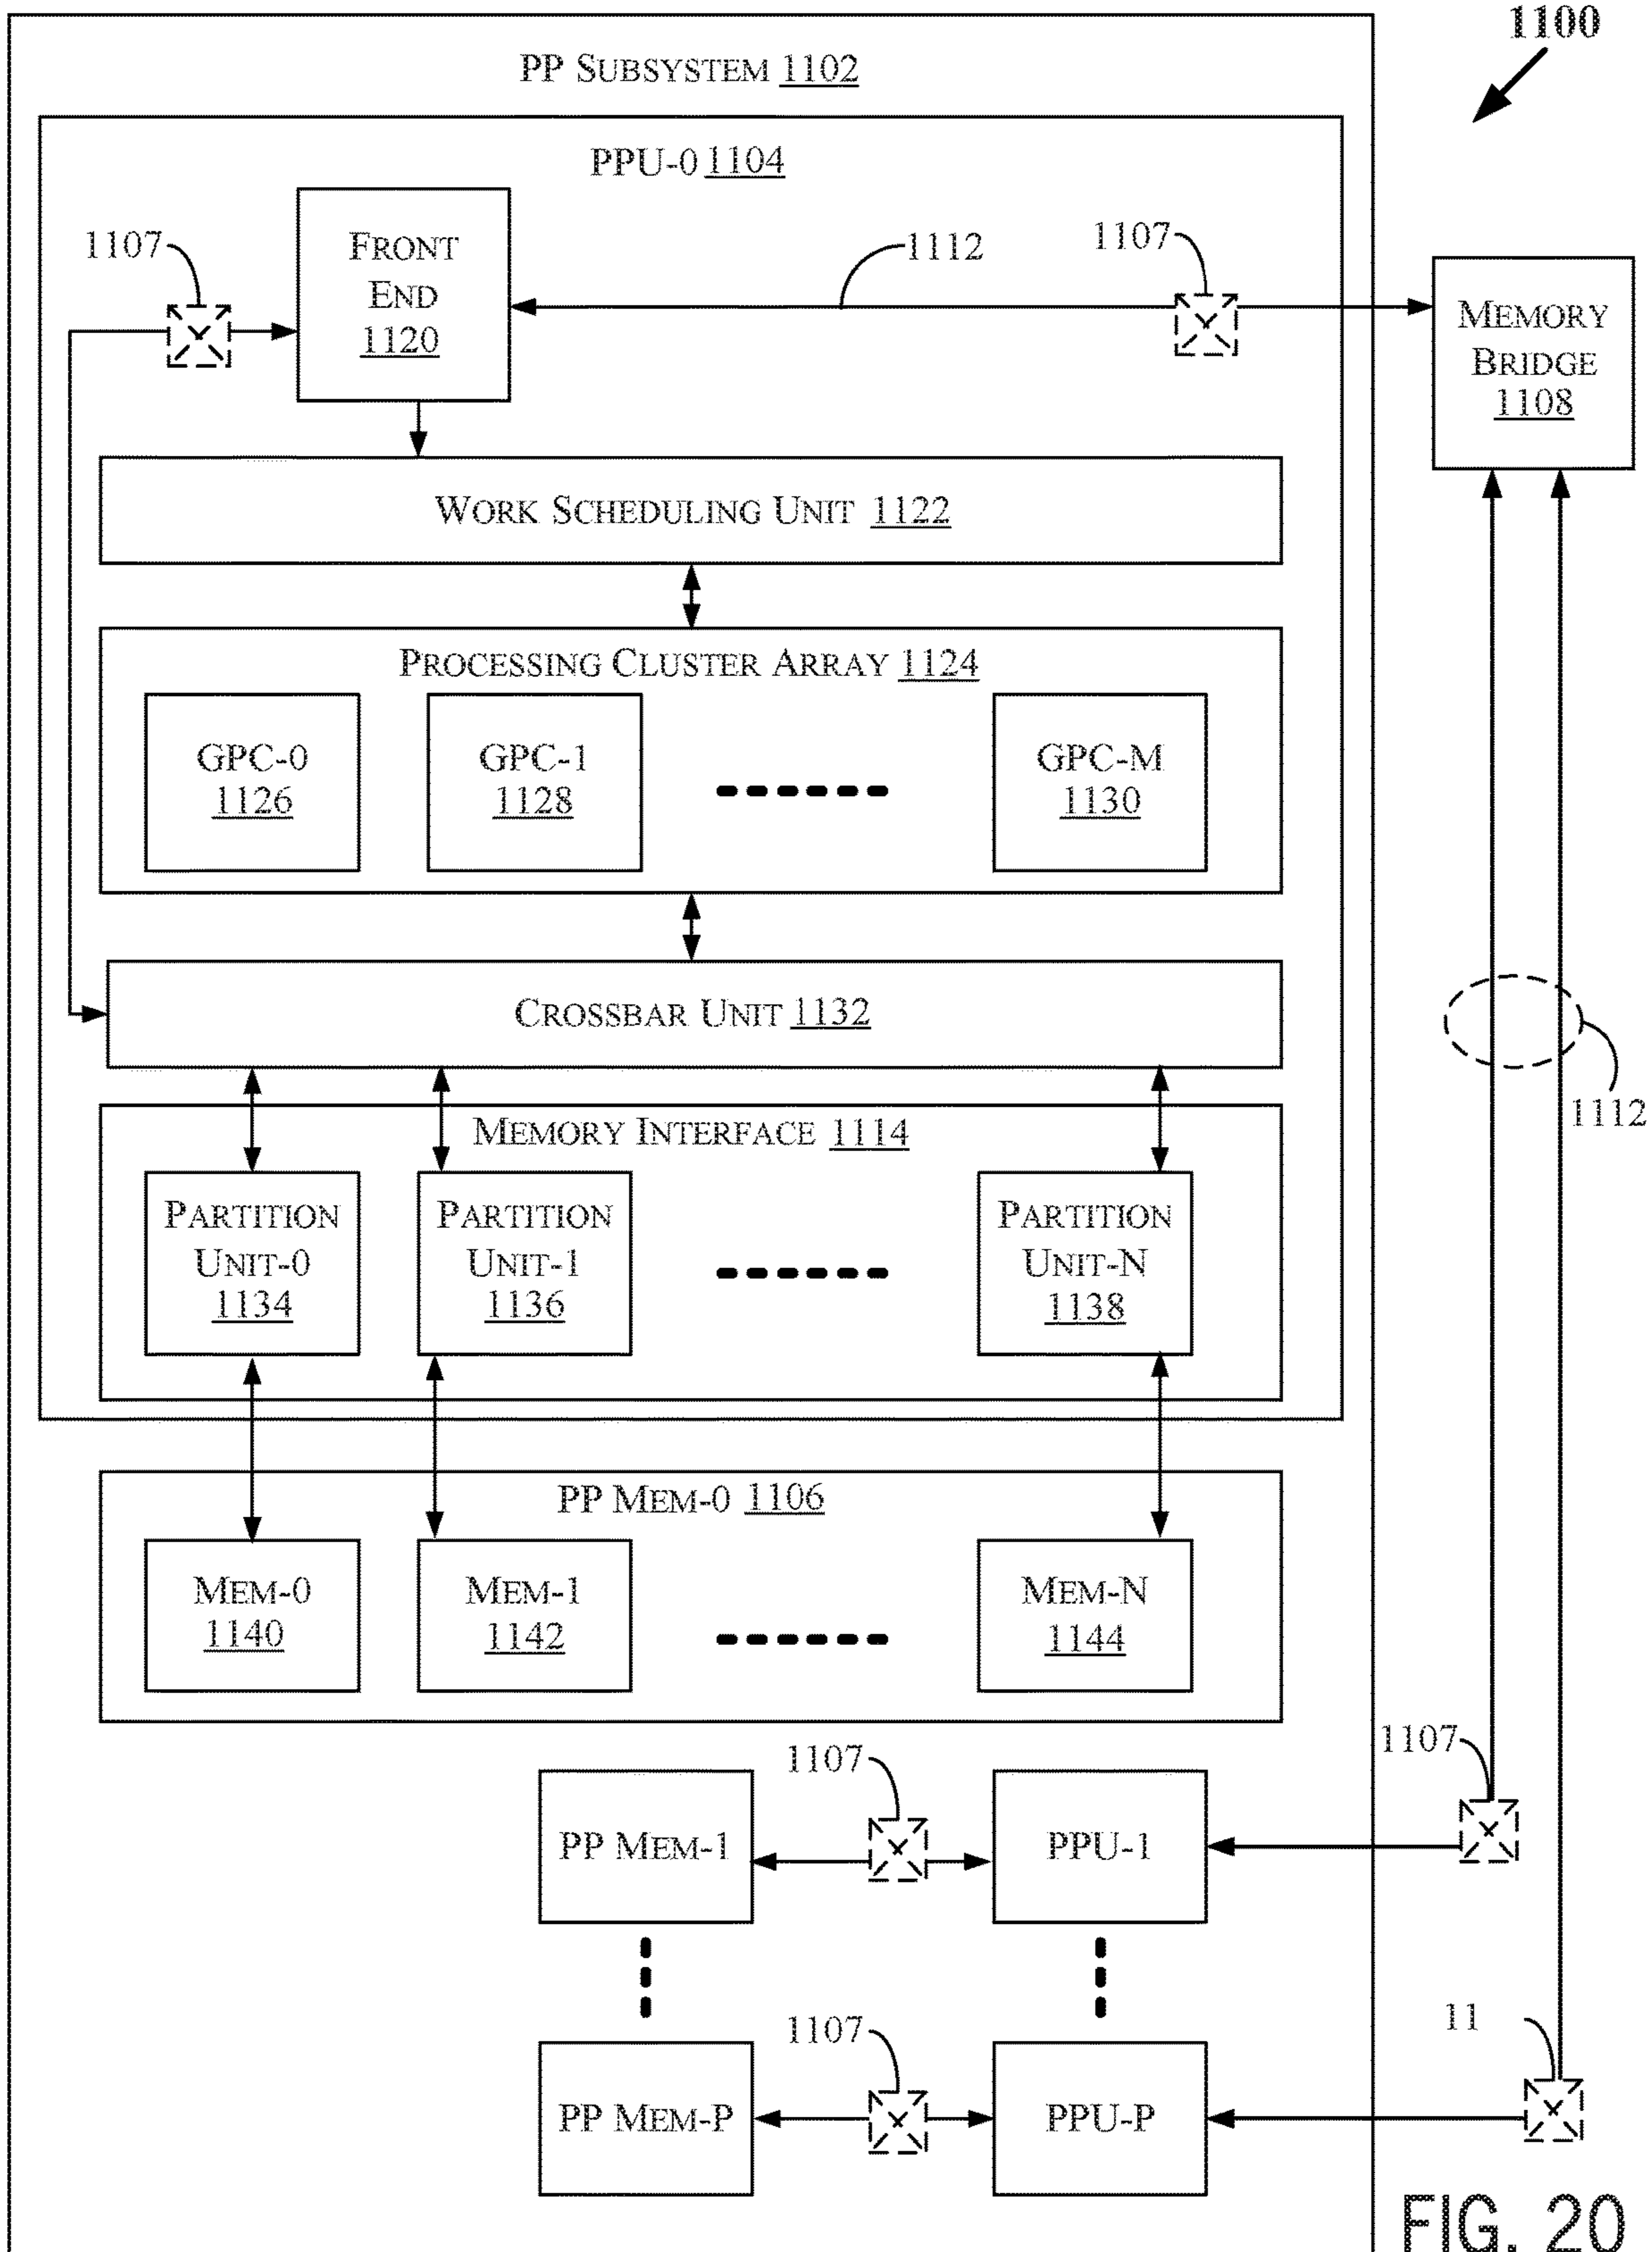 1100
PP SUBSYSTEM 1102
PPU-0 1104
1107
FRONT
END
1120
1112
1107
MEMORY
BRIDGE
1108
WORK SCHEDULING UNIT 1122
PROCESSING CLUSTER ARRAY 1124
GPC-0
1126
GPC-1
1128
GPC-M
1130
CROSSBAR UNIT 1132
1112
MEMORY INTERFACE 1114
PARTITION
UNIT-0
1134
PARTITION
UNIT-1
1136
PARTITION
UNIT-N
1138
PP MEM-0 1106
MEM-0
1140
MEM-1
1142
MEM-N
1144
1107
1107
PP MEM-1
PPU-1
1107
11
PP MEM-P
PPU-P
FIG. 20